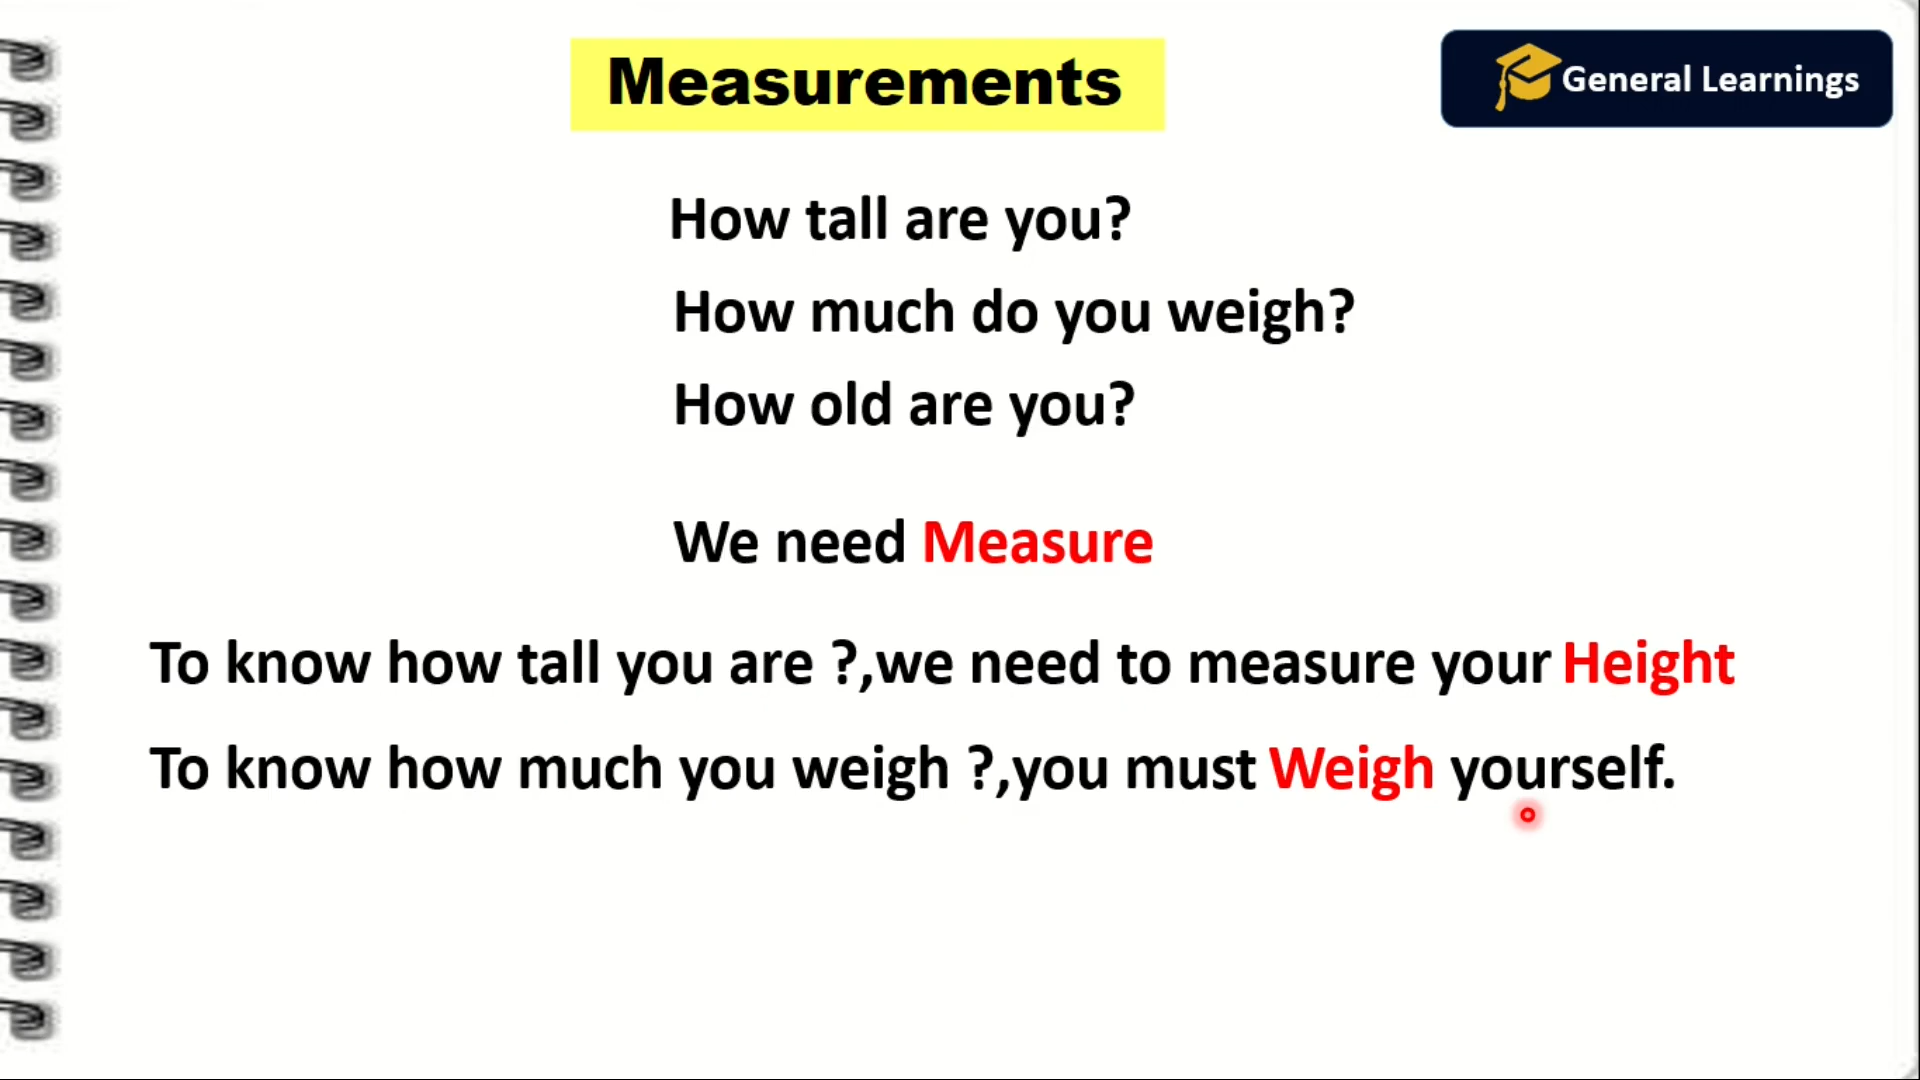 Measurements
General Learnings
How tall are you?
How much do you weigh?
How old are you?
We need Measure
To know how tall you are ?,we need to measure your Height
To know how much you weigh ?,you must Weigh yourself.